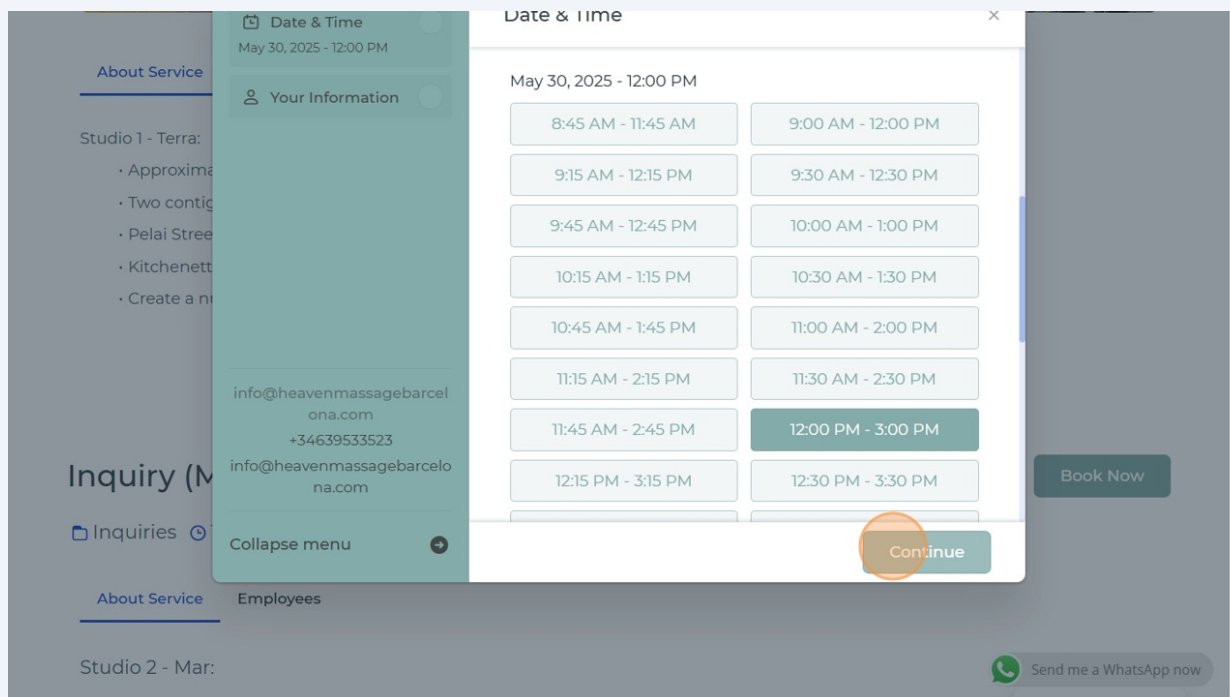 Date & Time
May 30, 2025 - 12:00 PM
Your Information
info@heavenmassagebarcel
ona.com
+34639533523
info@heavenmassagebarcelo
na.com
Collapse menu
Date & Time
×
May 30, 2025 - 12:00 PM
8:45 AM - 11:45 AM
9:00 AM - 12:00 PM
9:15 AM - 12:15 PM
9:30 AM - 12:30 PM
9:45 AM - 12:45 PM
10:00 AM - 1:00 PM
10:15 AM - 1:15 PM
10:30 AM - 1:30 PM
10:45 AM - 1:45 PM
11:00 AM - 2:00 PM
11:15 AM - 2:15 PM
11:30 AM - 2:30 PM
11:45 AM - 2:45 PM
12:00 PM - 3:00 PM
12:15 PM - 3:15 PM
12:30 PM - 3:30 PM
Continue
About Service
Studio 1 - Terra:
• Approxima
• Two contig
• Pelai Stree
• Kitchenett
• Create a n
Inquiry (M
Book Now
Inquiries
About Service
Employees
Studio 2 - Mar:
Send me a WhatsApp now